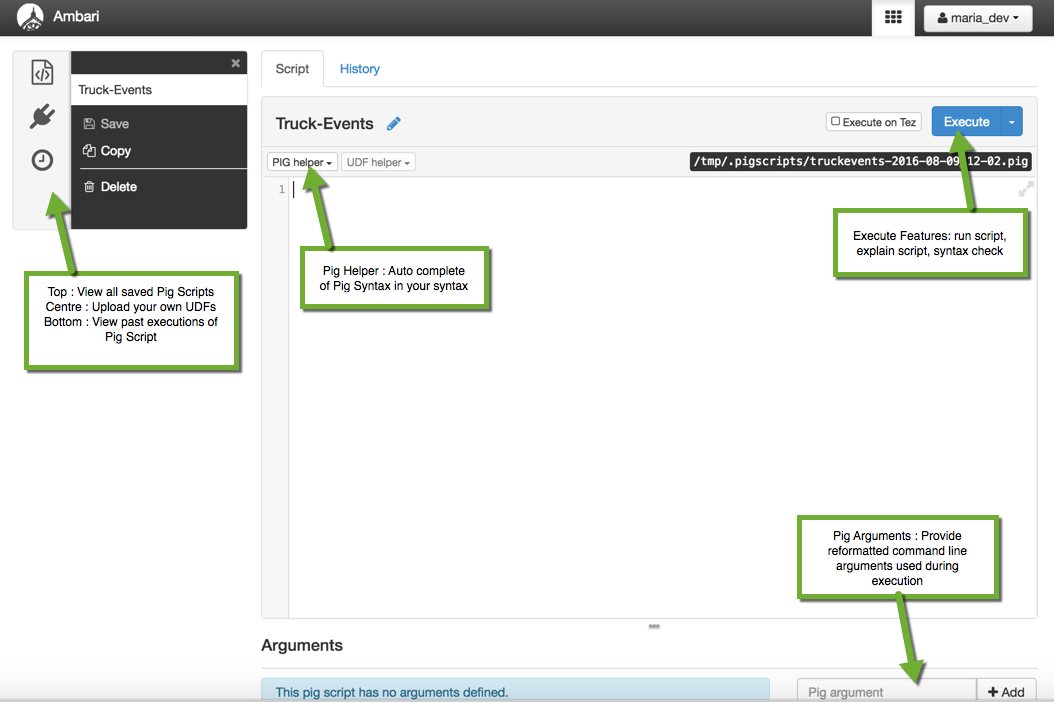 Ambari
maria_dev
Truck-Events
Save
Copy
Delete
Top : View all saved Pig Scripts
Centre : Upload your own UDFs
Bottom : View past executions of
Pig Script
Script
History
Truck-Events
Execute on Tez
Execute
PIG helper
UDF helper
/tmp/.pigscripts/truckevents-2016-08-09 12-02.pig
1
Pig Helper : Auto complete
of Pig Syntax in your syntax
Execute Features: run script,
explain script, syntax check
Pig Arguments : Provide
reformatted command line
arguments used during
execution
Arguments
This pig script has no arguments defined.
Pig argument
+ Add